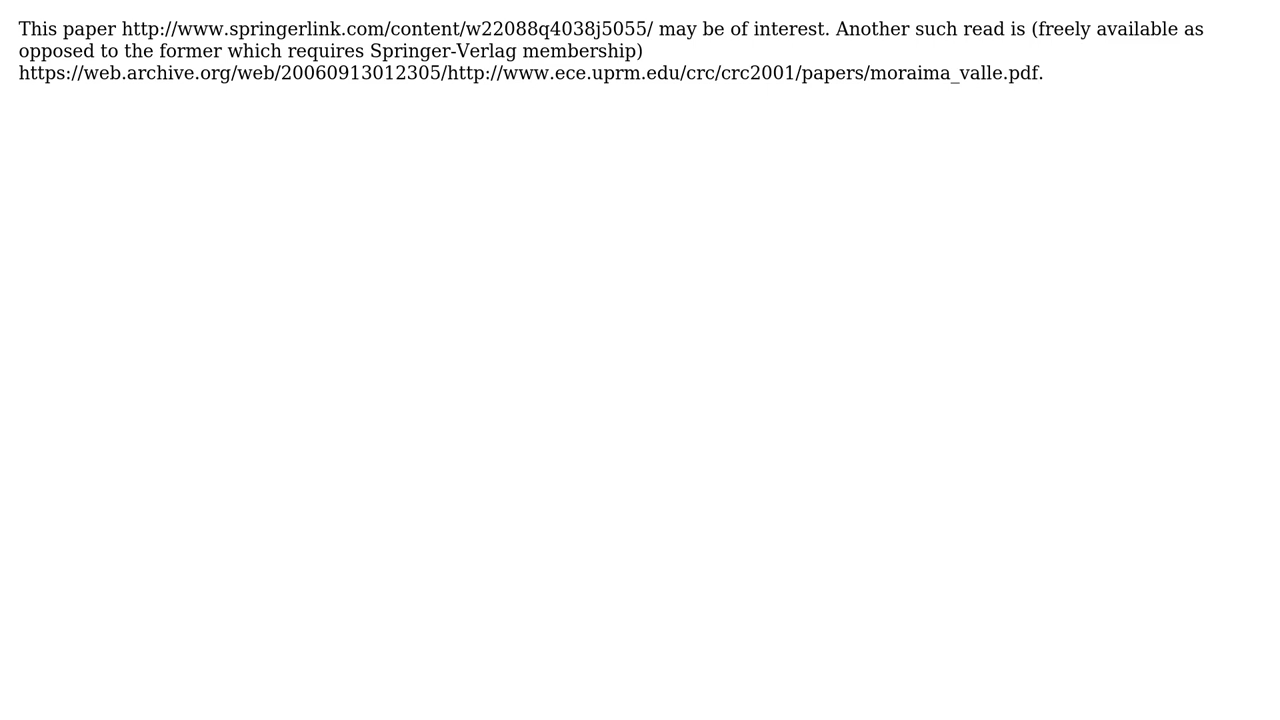 This paper http://www.springerlink.com/content/w22088q4038j5055/ may be of interest. Another such read is (freely available as
opposed to the former which requires Springer-Verlag membership)
https://web.archive.org/web/20060913012305/http://www.ece.uprm.edu/crc/crc2001/papers/moraima_valle.pdf.